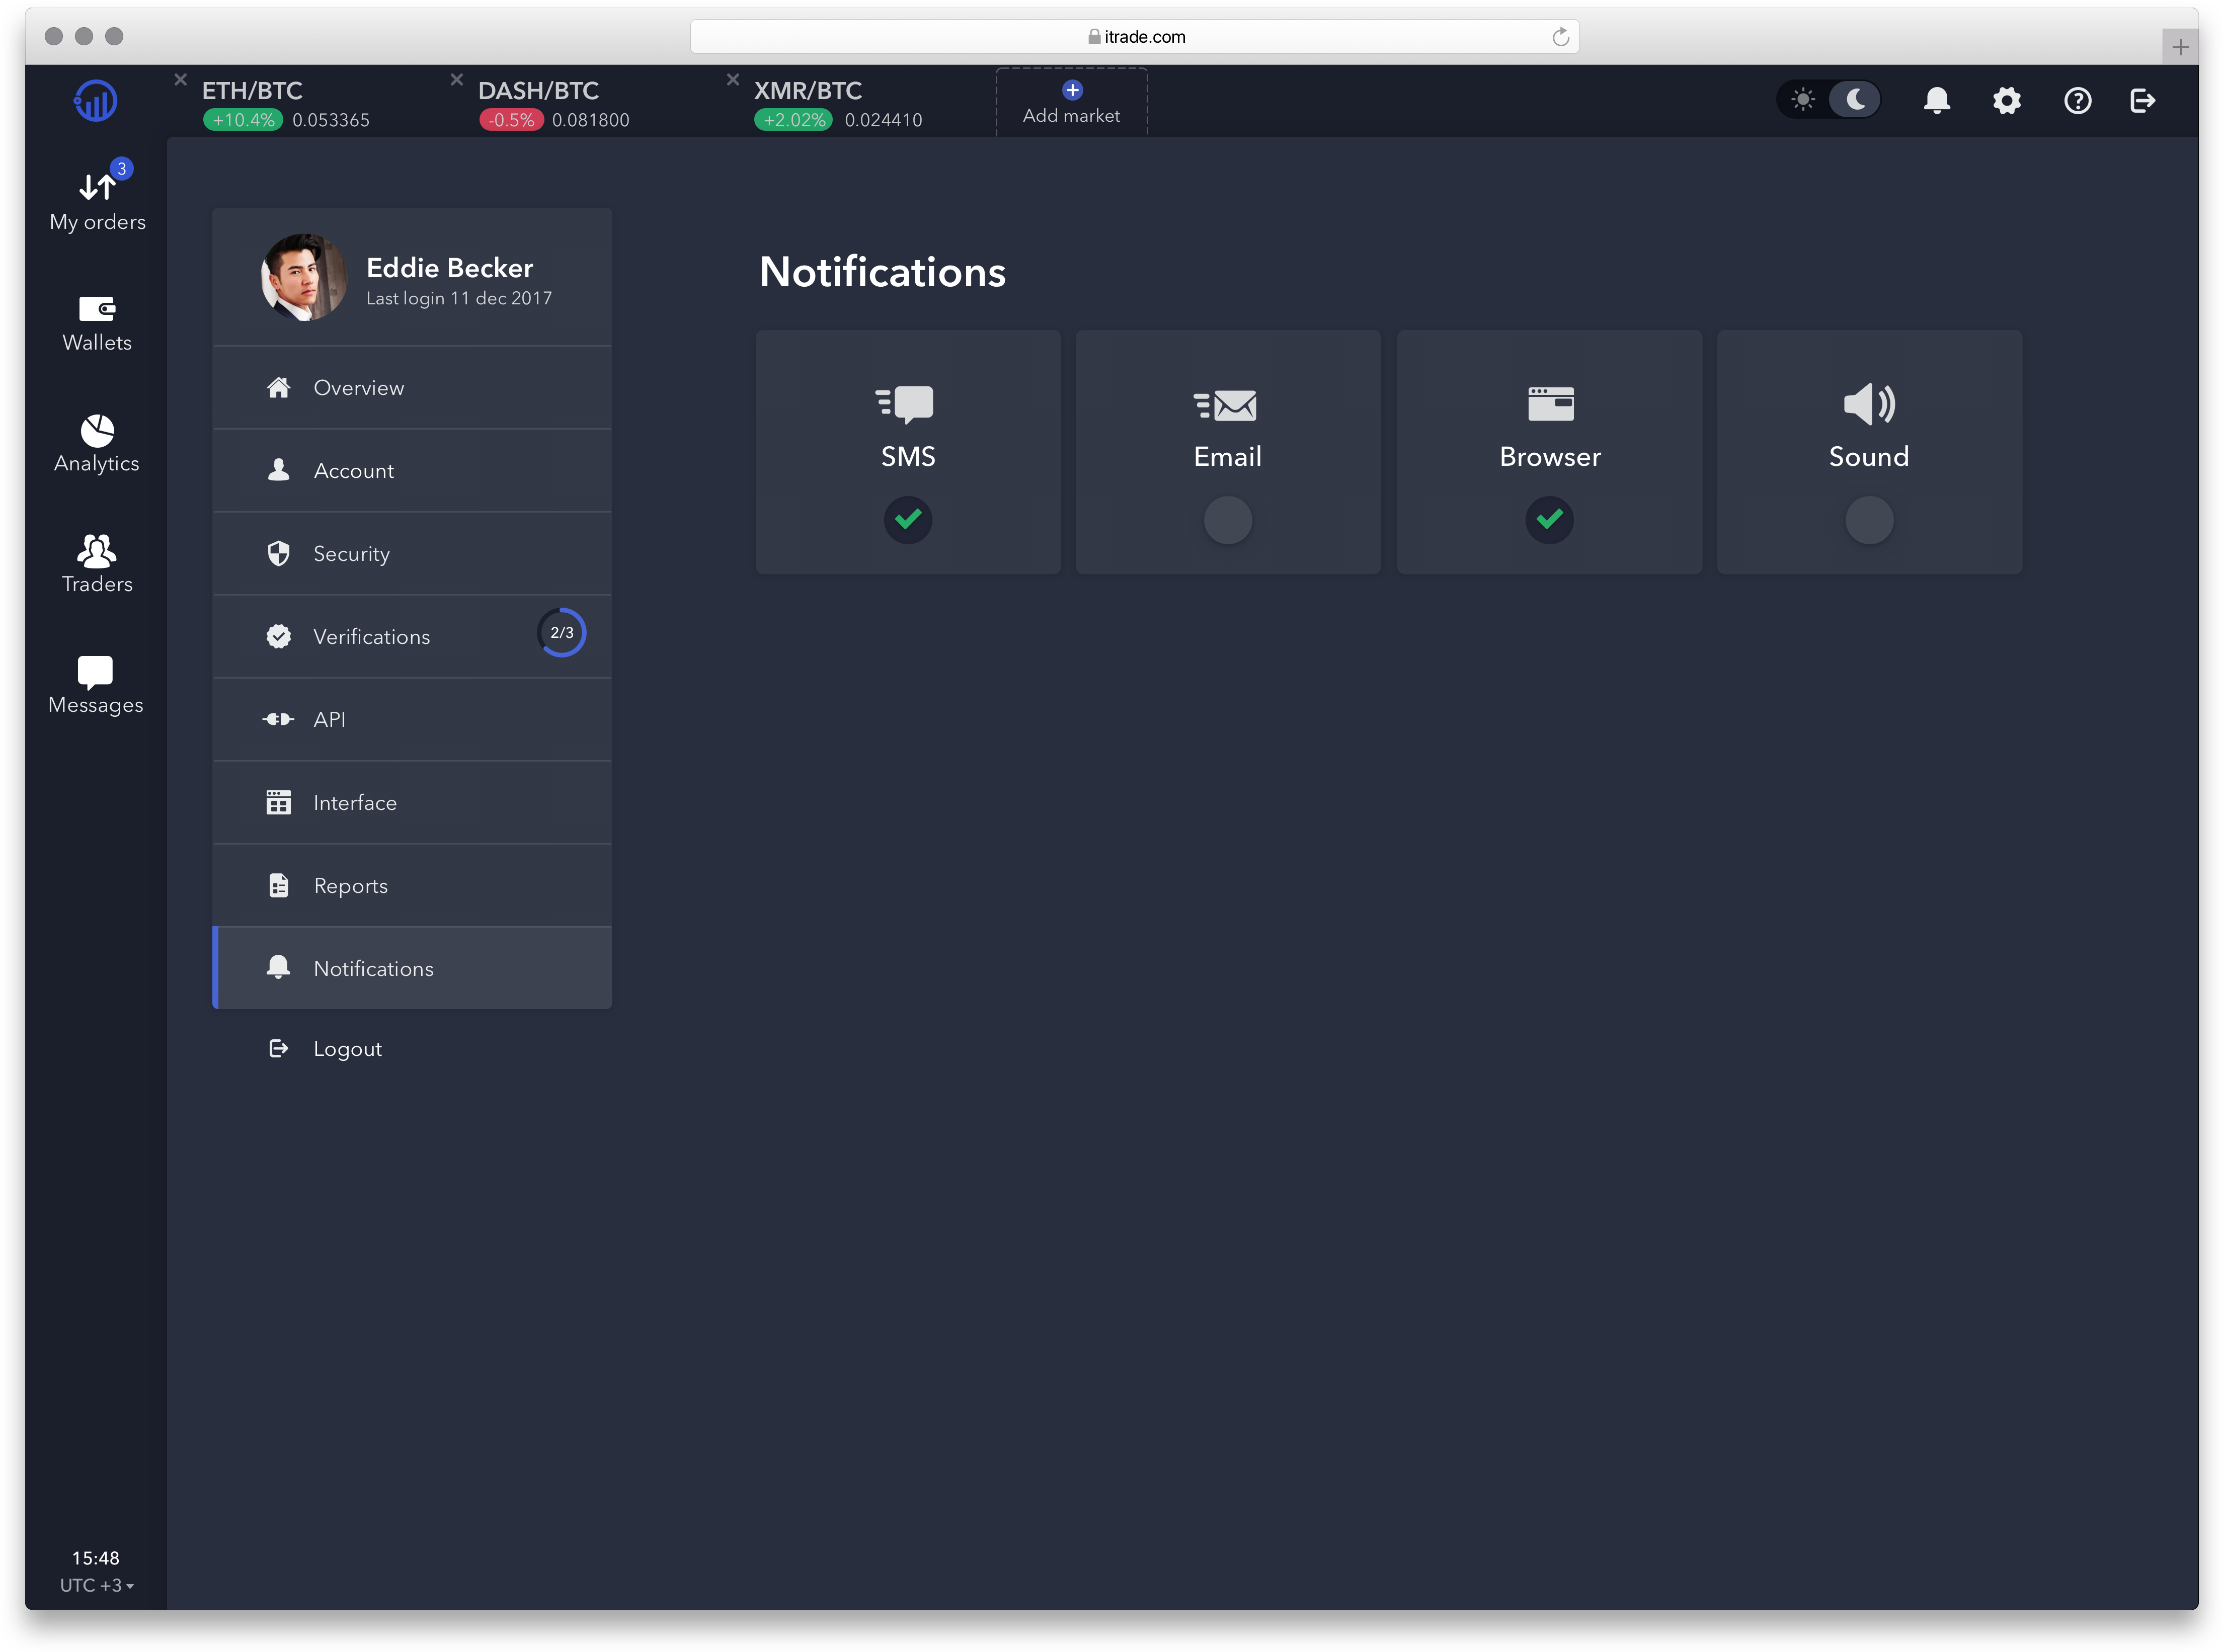 itrade.com
ETH/BTC
+10.4% 0.053365
DASH/BTC
-0.5% 0.081800
XMR/BTC
+2.02% 0.024410
Add market
3
My orders
Wallets
Analytics
Traders
Messages
15:48
UTC +3
Eddie Becker
Last login 11 dec 2017
Overview
Account
Security
Verifications
2/3
API
Interface
Reports
Notifications
Logout
Notifications
SMS
Email
Browser
Sound